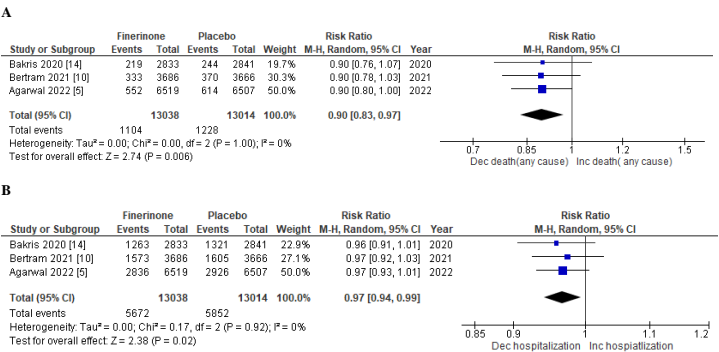 A
Finerinone Placebo Risk Ratio Risk Ratio
Study or Subgroup Events Total Events Total Weight M-H, Random, 95% CI Year M-H, Random, 95% CI
Bakris 2020 [14] 219 2833 244 2841 19.7% 0.90 [0.76, 1.07] 2020
Bertram 2021 [10] 333 3686 370 3666 30.3% 0.90 [0.78, 1.03] 2021
Agarwal 2022 [5] 552 6519 614 6507 50.0% 0.90 [0.80, 1.00] 2022
Total (95% CI) 13038 13014 100.0% 0.90 [0.83, 0.97]
Total events 1104 1228
Heterogeneity: Tau² = 0.00; Chi² = 0.00, df = 2 (P = 1.00); I² = 0%
Test for overall effect: Z = 2.74 (P = 0.006)
0.7 0.85 1 1.2 1.5
Dec death(any cause) Inc death( any cause)
B
Finerinone Placebo Risk Ratio Risk Ratio
Study or Subgroup Events Total Events Total Weight M-H, Random, 95% CI Year M-H, Random, 95% CI
Bakris 2020 [14] 1263 2833 1321 2841 22.9% 0.96 [0.91, 1.01] 2020
Bertram 2021 [10] 1573 3686 1605 3666 27.1% 0.97 [0.92, 1.03] 2021
Agarwal 2022 [5] 2836 6519 2926 6507 50.0% 0.97 [0.93, 1.01] 2022
Total (95% CI) 13038 13014 100.0% 0.97 [0.94, 0.99]
Total events 5672 5852
Heterogeneity: Tau² = 0.00; Chi² = 0.17, df = 2 (P = 0.92); I² = 0%
Test for overall effect: Z = 2.38 (P = 0.02)
0.85 0.9 1 1.1 1.2
Dec hospitalization Inc hospiatlization